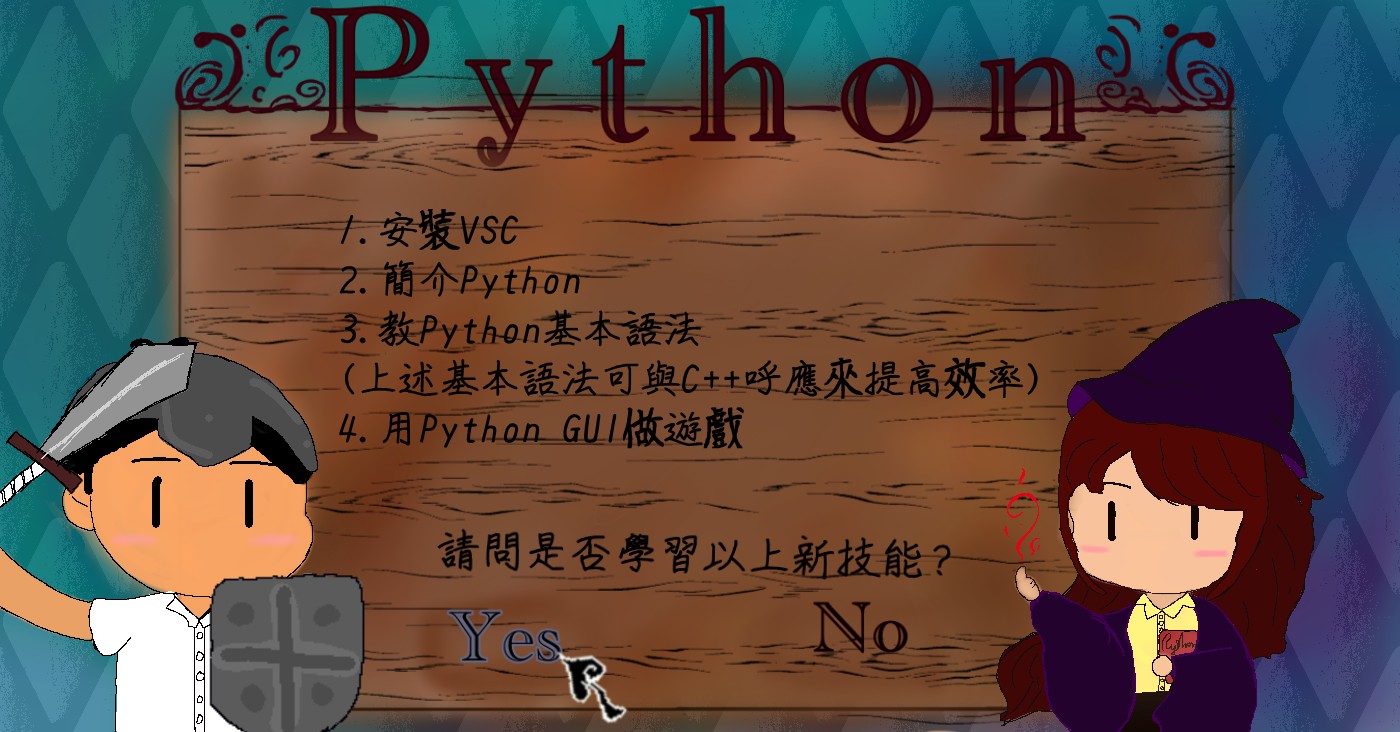 Python
1. 安裝VSC
2. 簡介Python
3. 教Python基本語法
(上述基本語法可與C++呼應來提高效率)
4. 用Python GUI做遊戲
請問是否學習以上新技能?
Yes No
Python